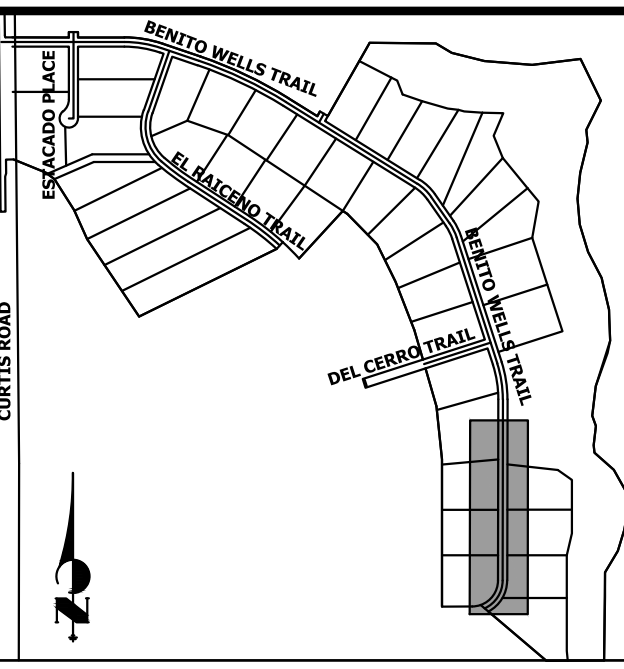 BENITO WELLS TRAIL
ESTACADO PLACE
EL RAICENO TRAIL
BENITO WELLS TRAIL
DEL CERRO TRAIL
CURTIS ROAD
N